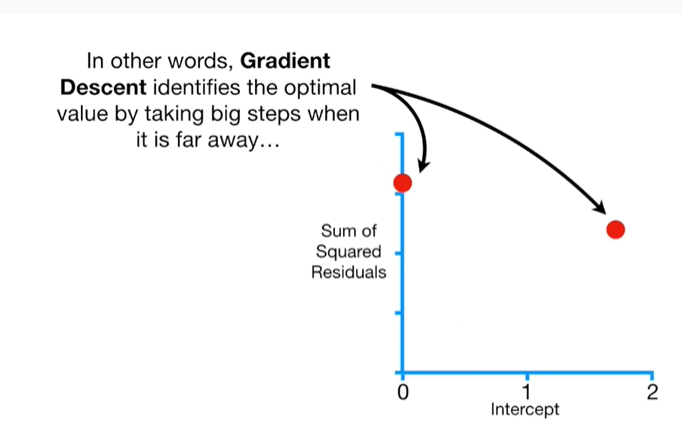 In other words, Gradient
Descent identifies the optimal
value by taking big steps when
it is far away…
Sum of
Squared
Residuals
0
1
2
Intercept